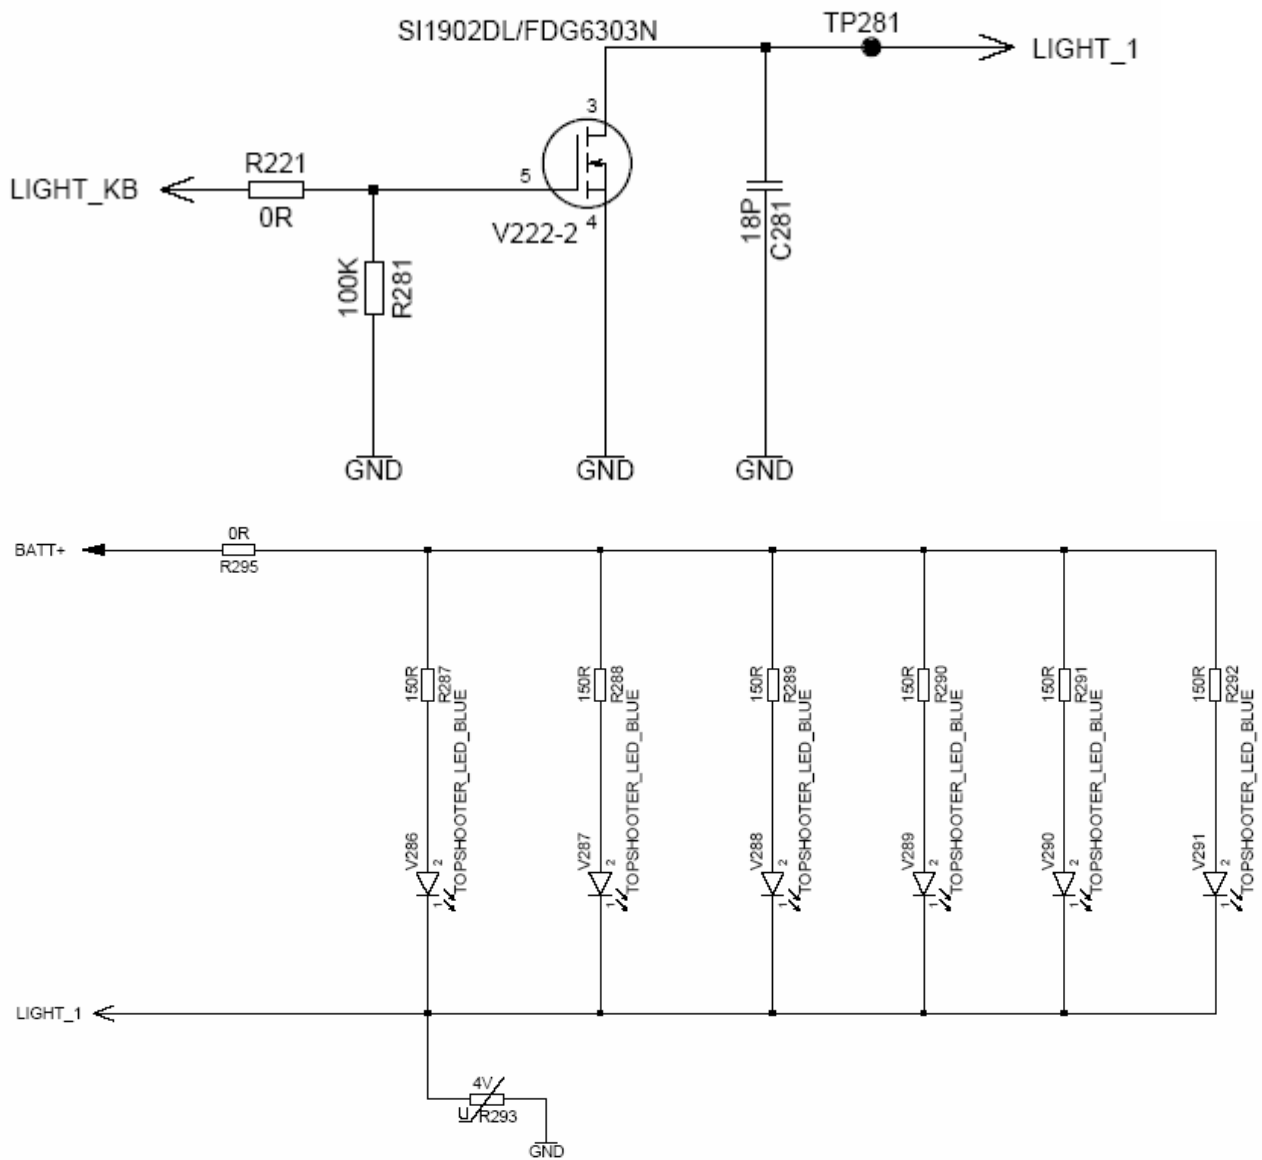 SI1902DL/FDG6303N
TP281
LIGHT_1
3
R221
LIGHT_KB
5
0R
4
V222-2
18P
C281
100K
R281
GND
GND
GND
0R
BATT+
R295
150R
R287
150R
R288
150R
R289
150R
R290
150R
R291
150R
R292
TOPSHOOTER_LED_BLUE
TOPSHOOTER_LED_BLUE
TOPSHOOTER_LED_BLUE
TOPSHOOTER_LED_BLUE
TOPSHOOTER_LED_BLUE
TOPSHOOTER_LED_BLUE
V286
2
1
V287
2
1
V288
2
1
V289
2
1
V290
2
1
V291
2
1
LIGHT_1
4V
U
R293
GND